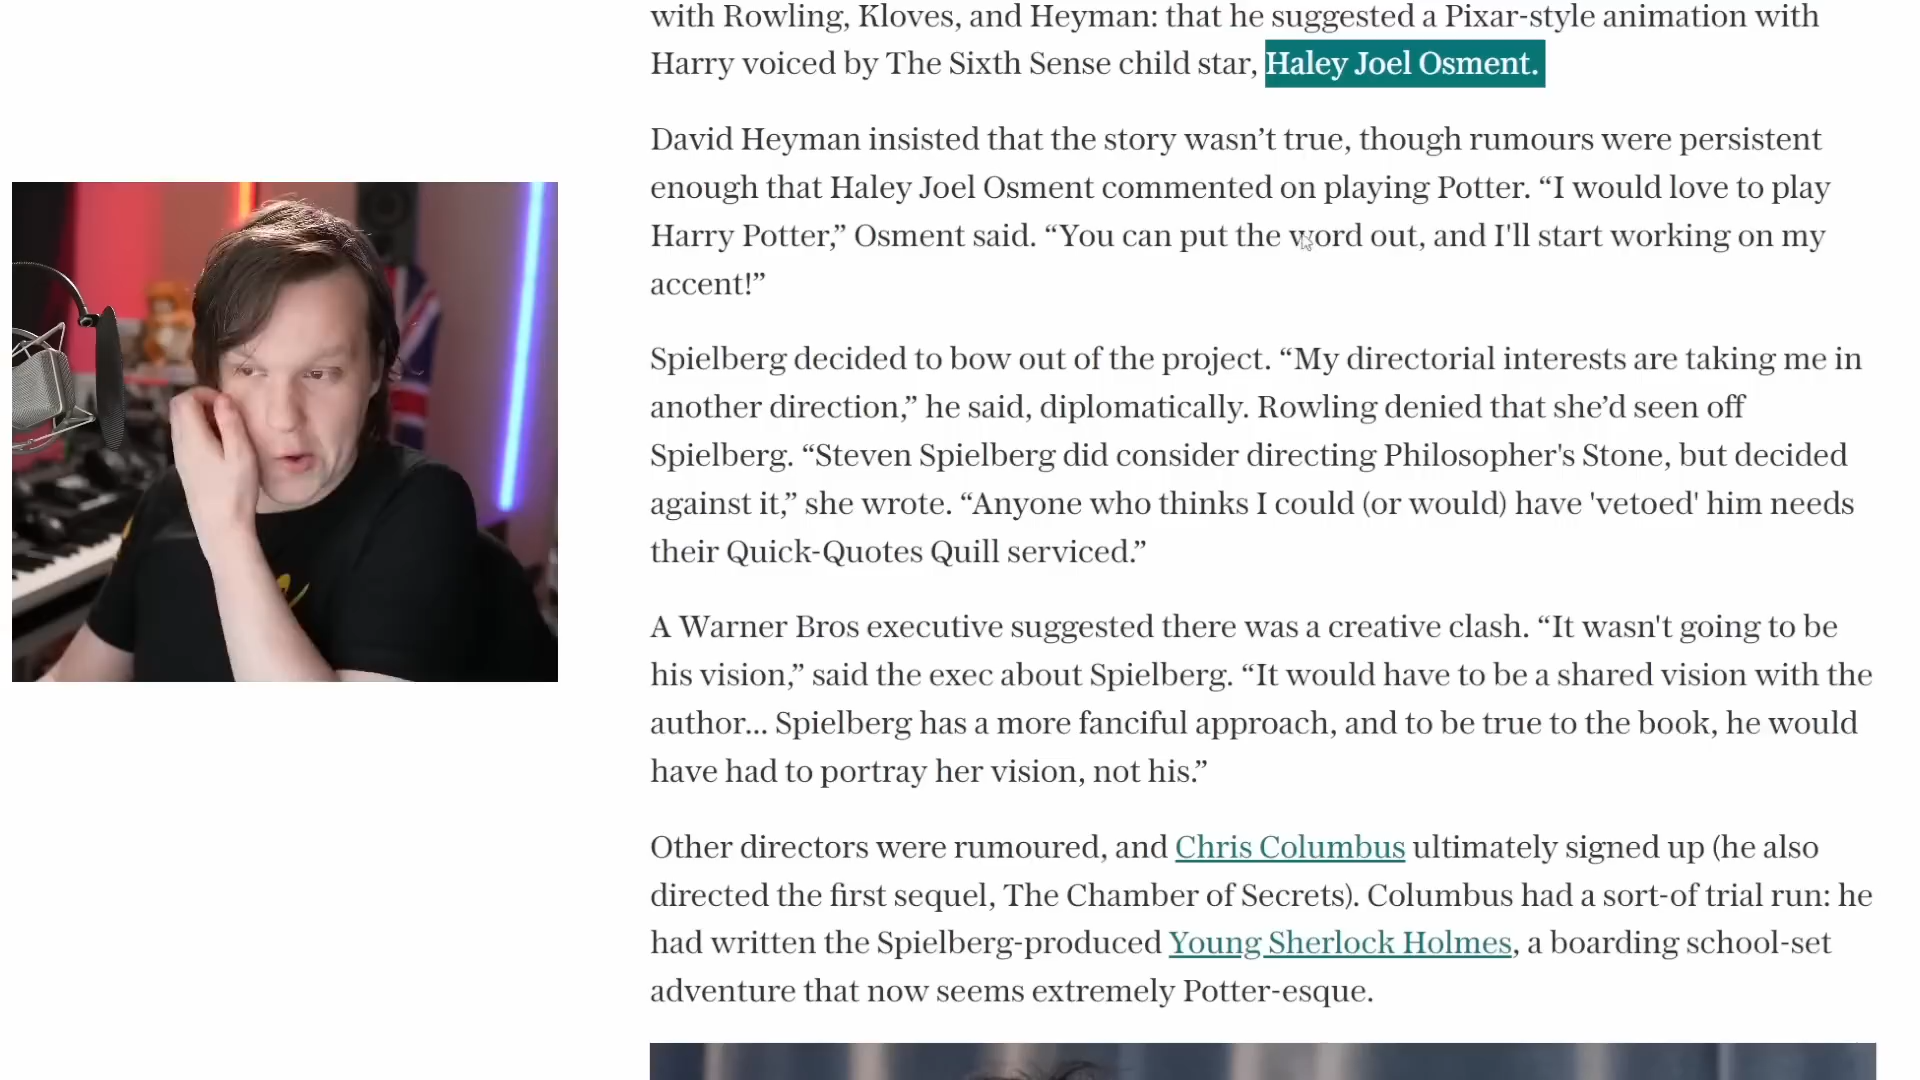 with Rowling, Kloves, and Heyman: that he suggested a Pixar-style animation with
Harry voiced by The Sixth Sense child star, Haley Joel Osment.
David Heyman insisted that the story wasn’t true, though rumours were persistent
enough that Haley Joel Osment commented on playing Potter. “I would love to play
Harry Potter,” Osment said. “You can put the word out, and I'll start working on my
accent!”
Spielberg decided to bow out of the project. “My directorial interests are taking me in
another direction,” he said, diplomatically. Rowling denied that she’d seen off
Spielberg. “Steven Spielberg did consider directing Philosopher's Stone, but decided
against it,” she wrote. “Anyone who thinks I could (or would) have 'vetoed' him needs
their Quick-Quotes Quill serviced.”
A Warner Bros executive suggested there was a creative clash. “It wasn't going to be
his vision,” said the exec about Spielberg. “It would have to be a shared vision with the
author... Spielberg has a more fanciful approach, and to be true to the book, he would
have had to portray her vision, not his.”
Other directors were rumoured, and Chris Columbus ultimately signed up (he also
directed the first sequel, The Chamber of Secrets). Columbus had a sort-of trial run: he
had written the Spielberg-produced Young Sherlock Holmes, a boarding school-set
adventure that now seems extremely Potter-esque.